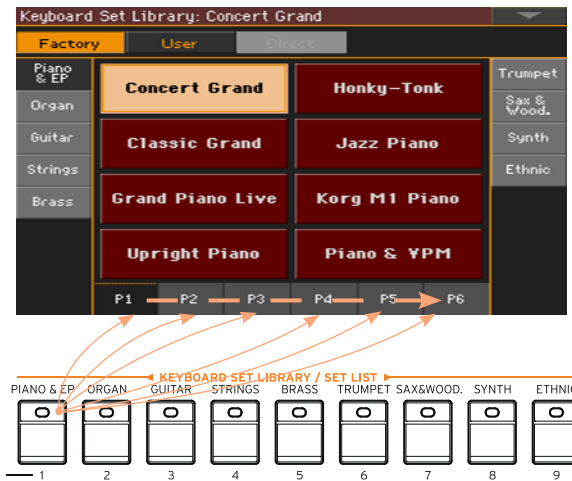 Keyboard Set Library: Concert Grand
Factory User Direct
Piano & EP
Organ
Guitar
Strings
Brass
Concert Grand
Honky-Tonk
Classic Grand
Jazz Piano
Grand Piano Live
Korg M1 Piano
Upright Piano
Piano & ¥PM
Trumpet
Sax & Wood.
Synth
Ethnic
P1 P2 P3 P4 P5 P6
KEYBOARD SET LIBRARY / SET LIST
PIANO & EP ORGAN GUITAR STRINGS BRASS TRUMPET SAX&WOOD. SYNTH ETHNI
1 2 3 4 5 6 7 8 9